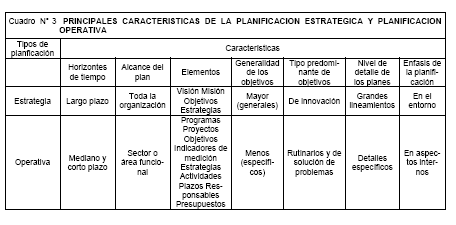 Cuadro N° 3 PRINCIPALES CARACTERISTICAS DE LA PLANIFICACION ESTRATEGICA Y PLANIFICACION
OPERATIVA
Tipos de
planficación
Características
Horizontes
de tiempo
Alcance del
plan
Elementos
Generalidad
de los
objetivos
Tipo predomi-
nante de
objetivos
Nivel de
detalle de
los planes
Enfasis de
la planifi-
cación
Estrategia
Largo plazo
Toda la
organización
Visión Misión
Objetivos
Estrategias
Mayor
(generales)
De innovación
Grandes
lineamientos
En el
entorno
Operativa
Mediano y
corto plazo
Sector o
área funcio-
nal
Programas
Proyectos
Objetivos
Indicadores de
medición
Estrategias
Actividades
Plazos Res-
ponsables
Presupuestos
Menos
(específi-
cos)
Rutinarios y de
solución de
problemas
Detalles
específicos
En aspec-
tos inter-
nos